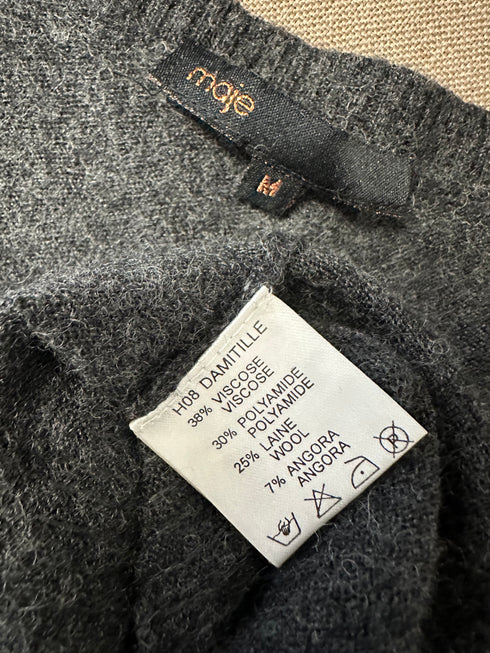 maje
M
H08 DAMITILLE
38% VISCOSE
VISCOSE
30% POLYAMIDE
POLYAMIDE
25% LAINE
WOOL
7% ANGORA
ANGORA